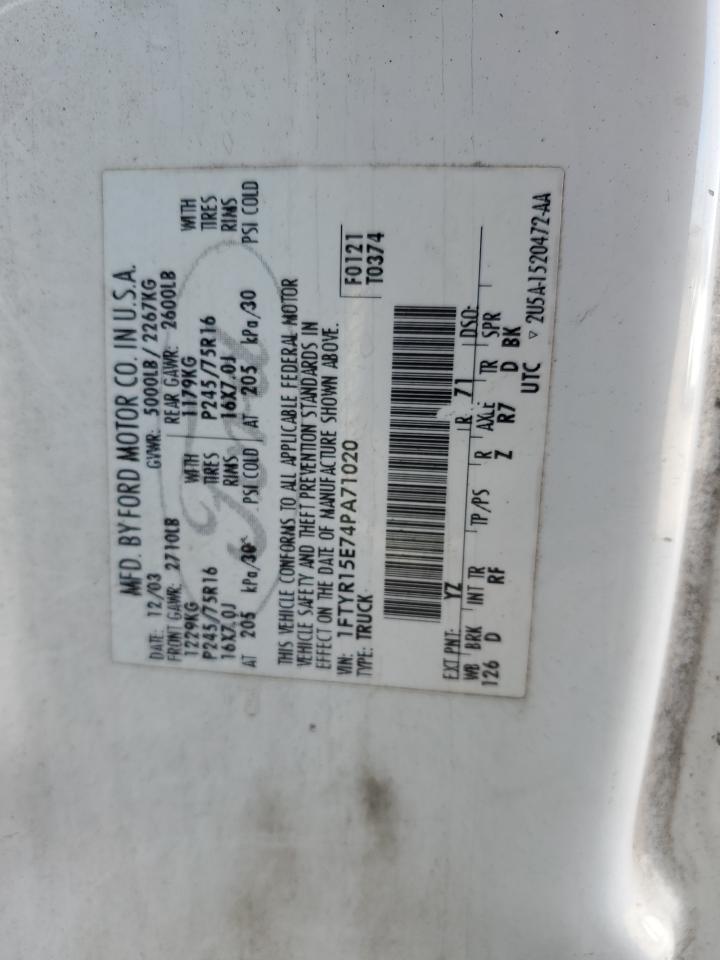 MFD. BY FORD MOTOR CO. IN U.S.A.
DATE: 12/03 GVWR: 5000LB / 2267KG
FRONT GAWR: 2710LB REAR GAWR: 2600LB
1229KG WITH 1179KG WITH
P245/75R16 TIRES P245/75R16 TIRES
16X7.0J RIMS 16X7.0J RIMS
AT 205 kPa/30 PSI COLD AT 205 kPa/30 PSI COLD
THIS VEHICLE CONFORMS TO ALL APPLICABLE FEDERAL MOTOR
VEHICLE SAFETY AND THEFT PREVENTION STANDARDS IN
EFFECT ON THE DATE OF MANUFACTURE SHOWN ABOVE.
VIN: 1FTYR15E74PA71020 F0121
TYPE: TRUCK T0374
EXT PNT: YZ R 71 DSO:
WB BRK INT TR TP/PS R AXLE TR SPR
126 D RF Z R7 D BK
UTC ▽ 2U5A-1520472-AA